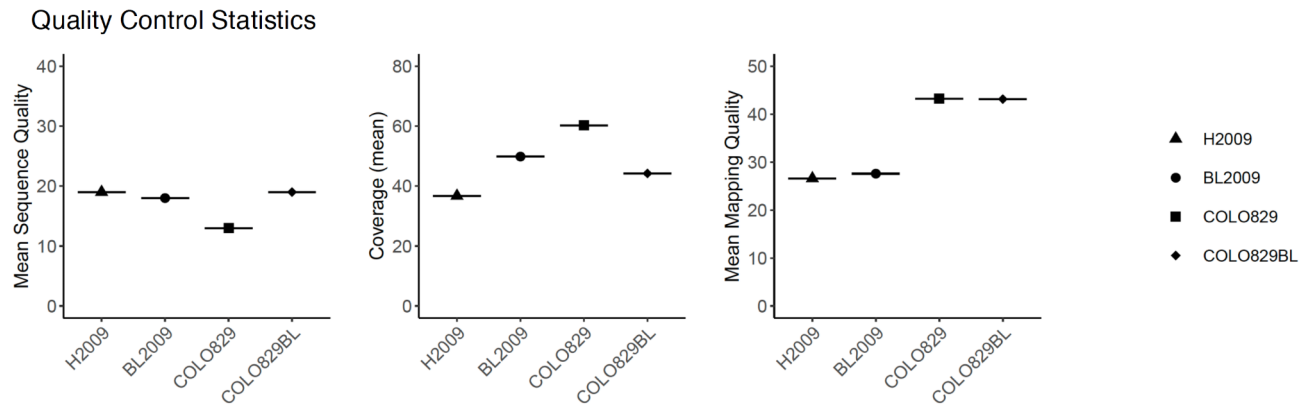 Quality Control Statistics
Mean Sequence Quality
40
30
20
10
0
H2009
BL2009
COLO829
COLO829BL
Coverage (mean)
80
60
40
20
0
H2009
BL2009
COLO829
COLO829BL
Mean Mapping Quality
50
40
30
20
10
0
H2009
BL2009
COLO829
COLO829BL
H2009
BL2009
COLO829
COLO829BL